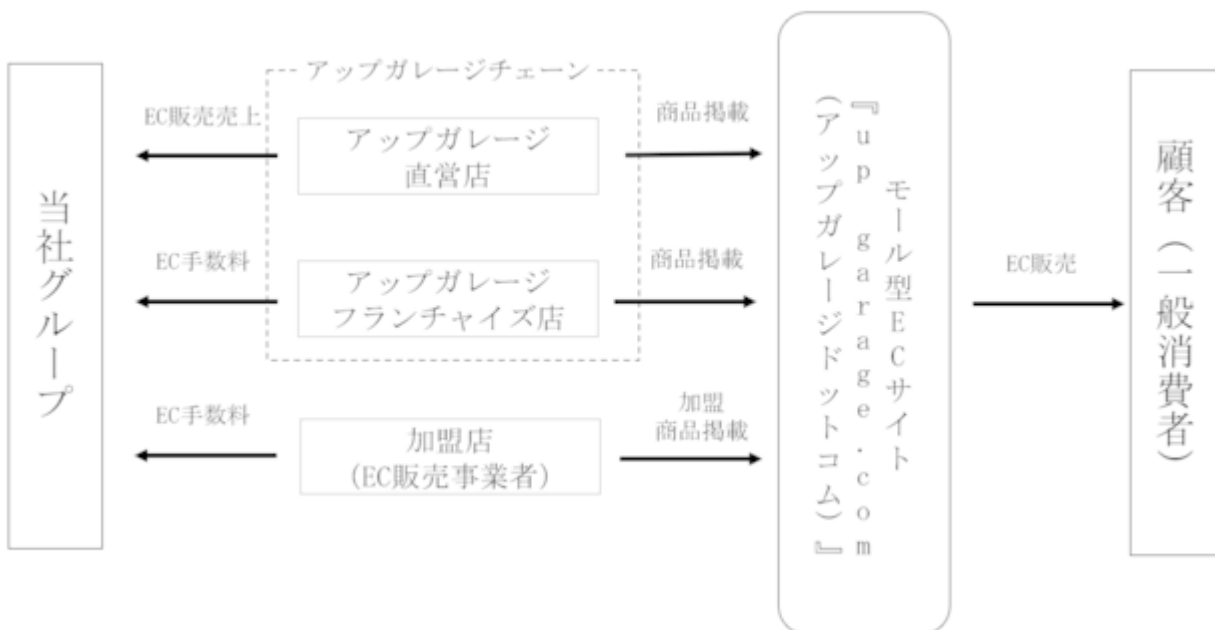 当社グループ
アップガレージチェーン
EC販売売上
アップガレージ
直営店
商品掲載
EC手数料
アップガレージ
フランチャイズ店
商品掲載
EC手数料
加盟店
(EC販売事業者)
加盟
商品掲載
モール型ECサイト
『up garage.com
(アップガレージドットコム)』
EC販売
顧客(一般消費者)